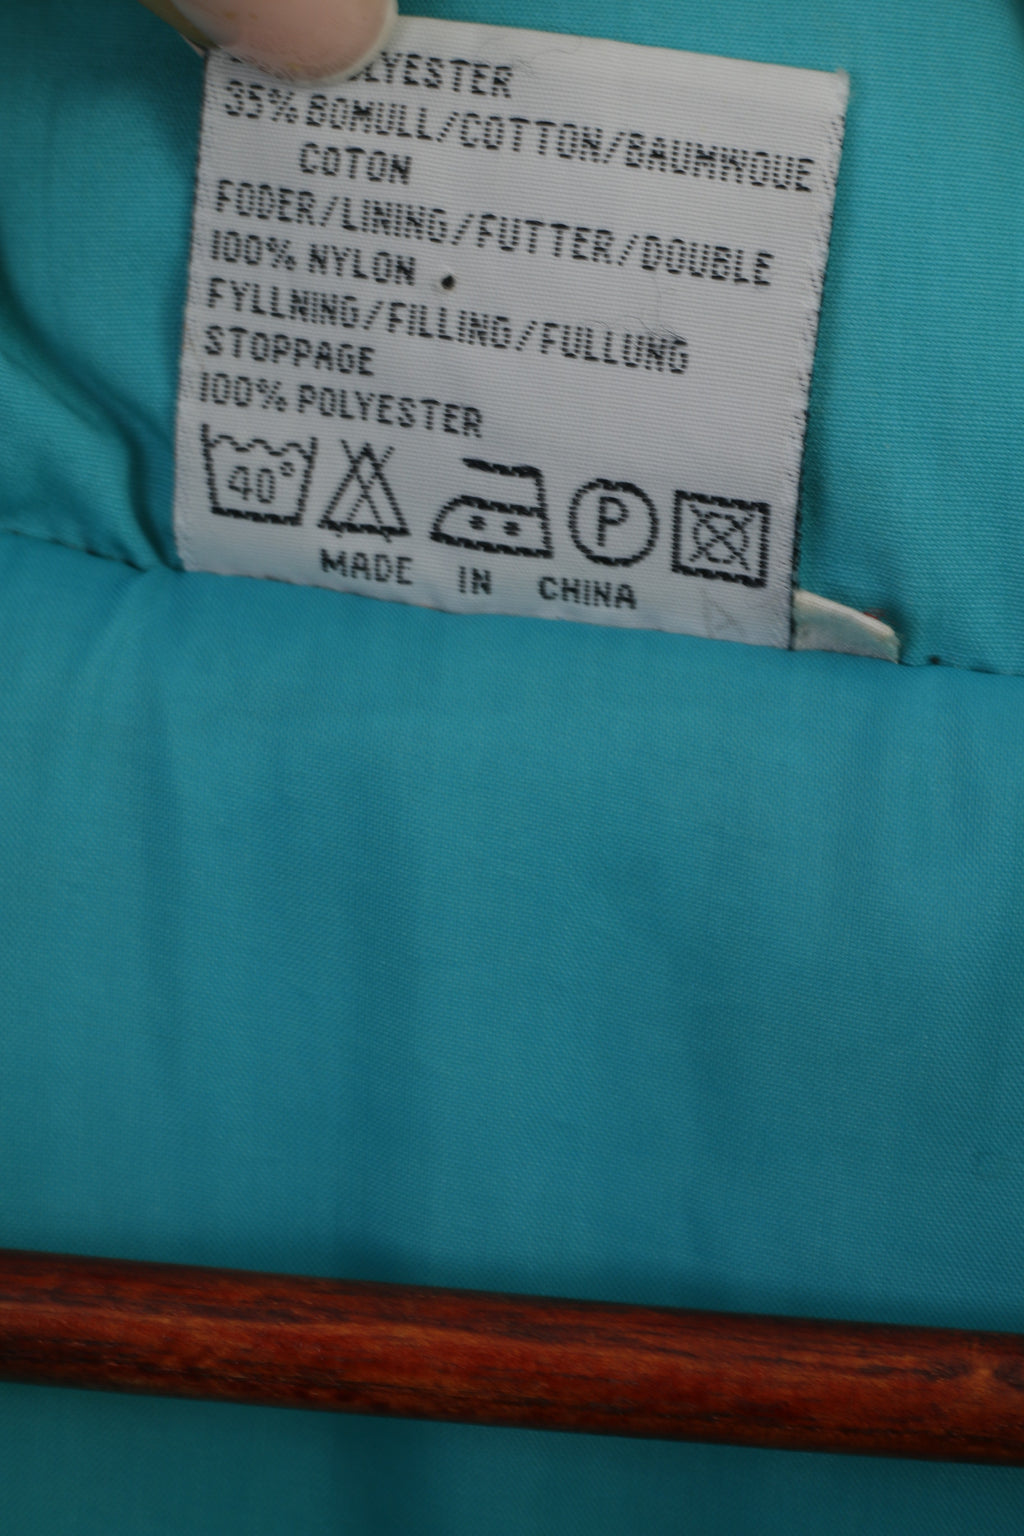 POLYESTER
35% BOMULL/COTTON/BAUMWOUE
COTON
FODER/LINING/FUTTER/DOUBLE
100% NYLON
FYLLNING/FILLING/FULLUNG
STOPPAGE
100% POLYESTER
40° P
MADE IN CHINA